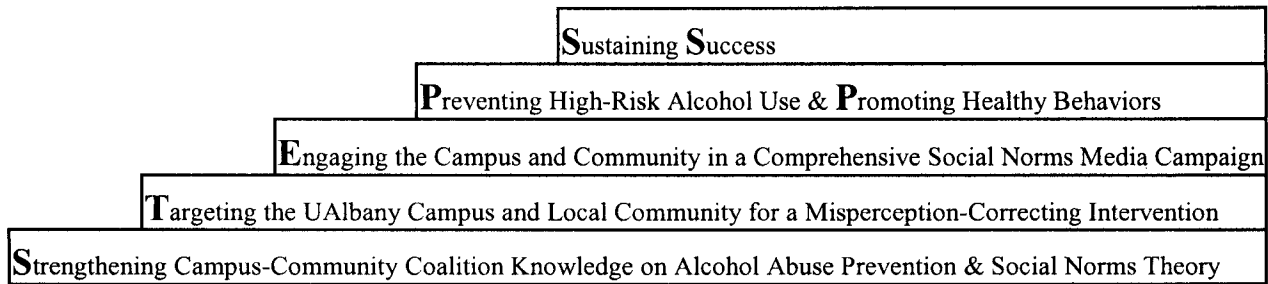 Sustaining Success
Preventing High-Risk Alcohol Use & Promoting Healthy Behaviors
Engaging the Campus and Community in a Comprehensive Social Norms Media Campaign
Targeting the UAlbany Campus and Local Community for a Misperception-Correcting Intervention
Strengthening Campus-Community Coalition Knowledge on Alcohol Abuse Prevention & Social Norms Theory